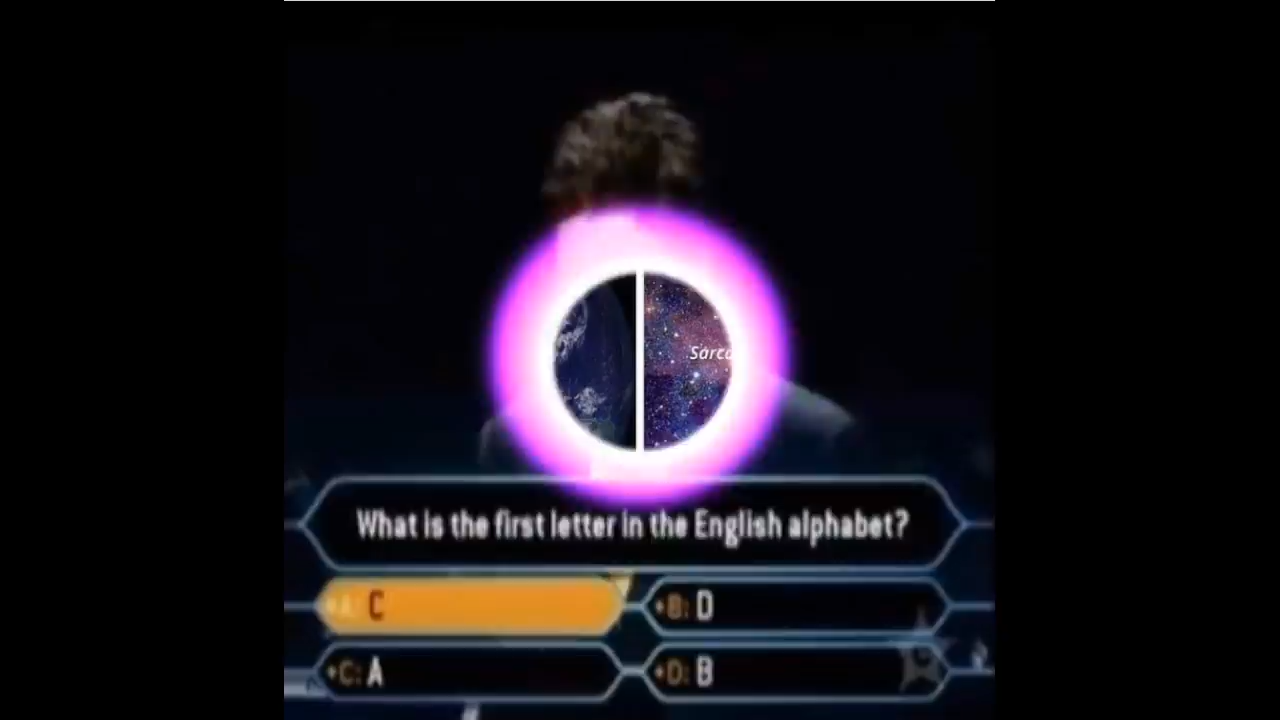 Sarc
What is the first letter in the English alphabet?
A: C
B: D
C: A
D: B